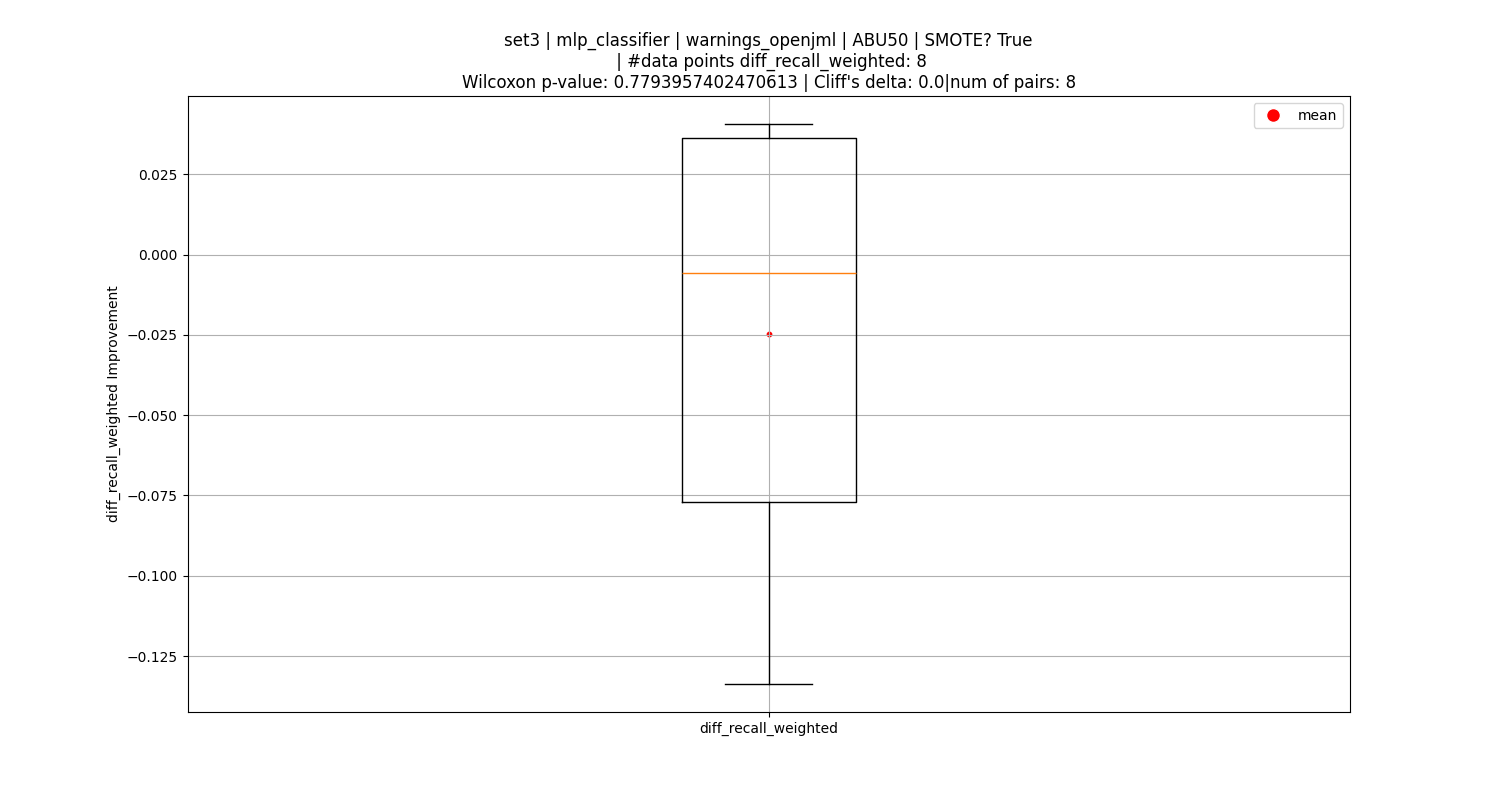 set3 | mlp_classifier | warnings_openjml | ABU50 | SMOTE? True
| #data points diff_recall_weighted: 8
Wilcoxon p-value: 0.7793957402470613 | Cliff's delta: 0.0|num of pairs: 8
mean
0.025
0.000
−0.025
−0.050
−0.075
−0.100
−0.125
diff_recall_weighted Improvement
diff_recall_weighted